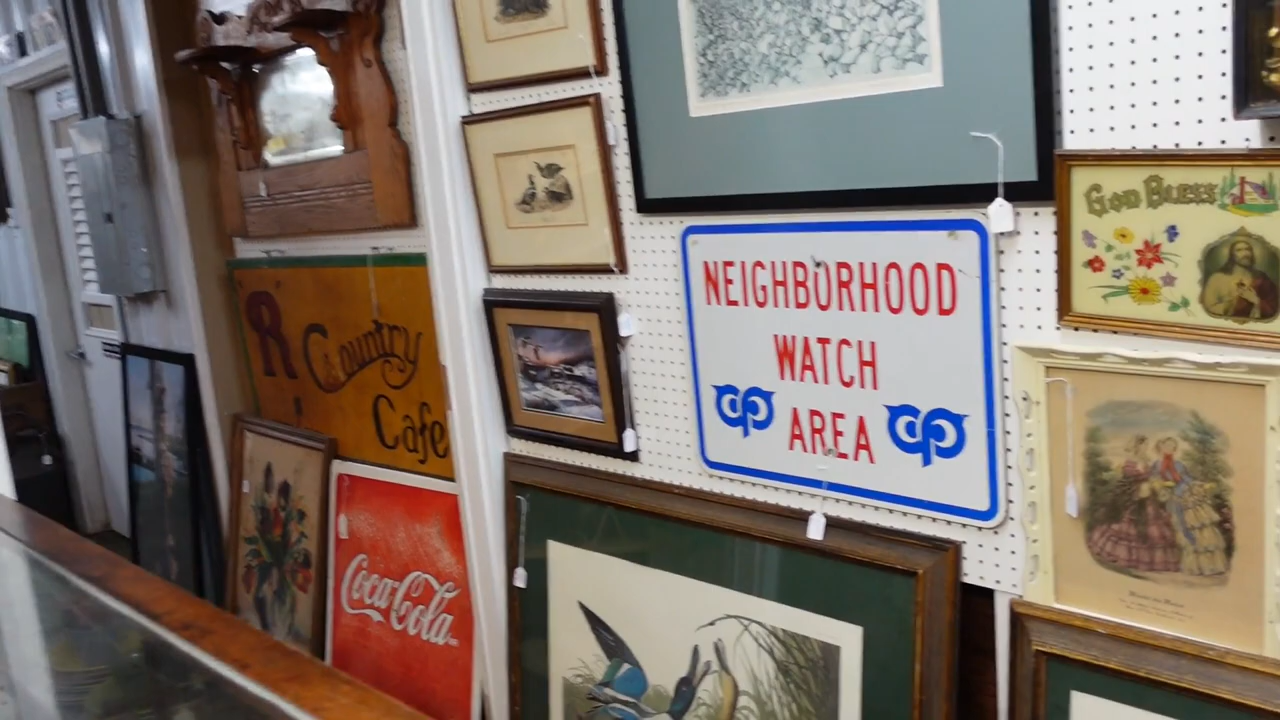 R Country
Cafe
Coca-Cola
NEIGHBORHOOD
WATCH
AREA
GOD BLESS